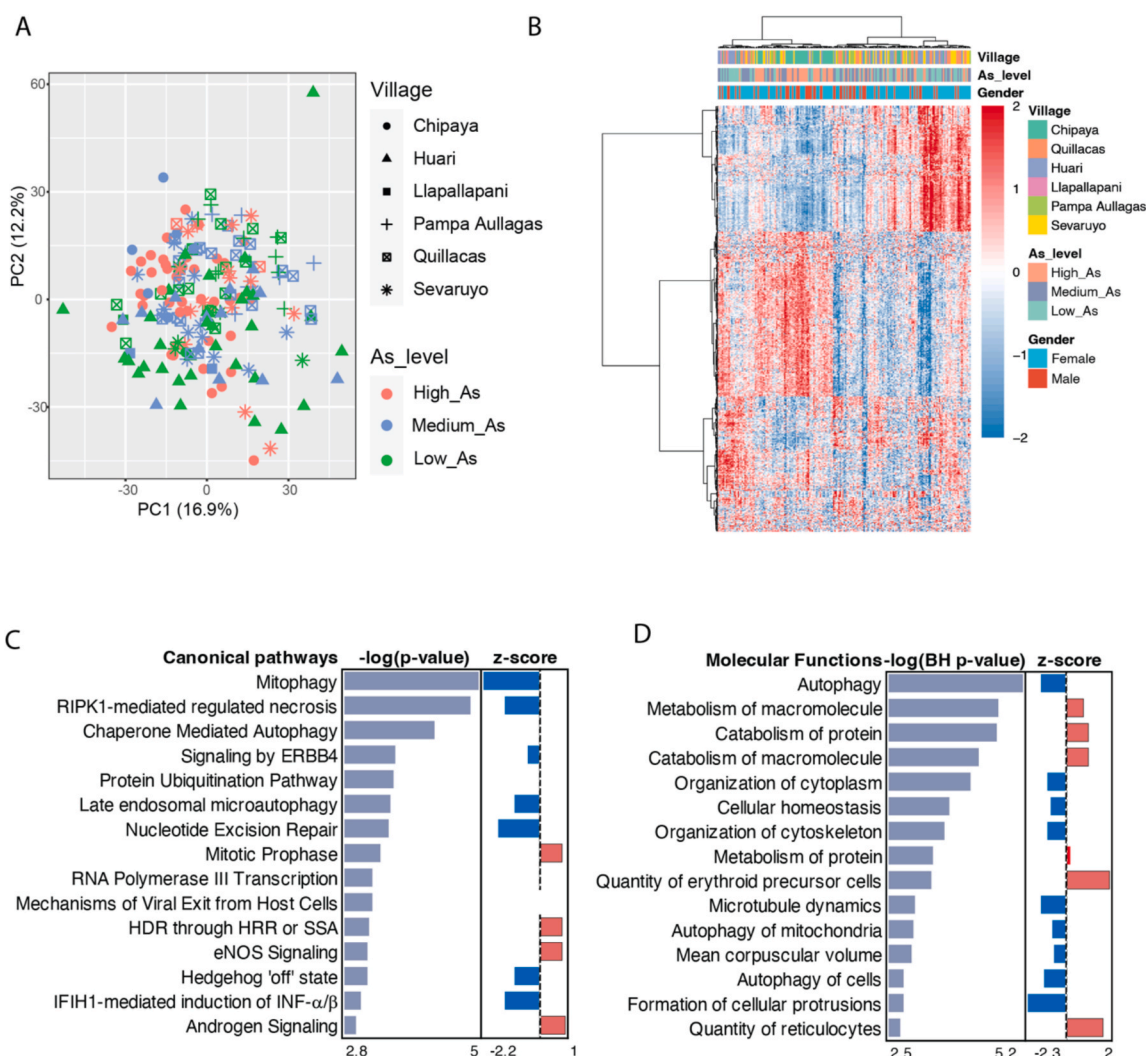 A
60
30
0
-30
PC2 (12.2%)
-30
0
30
PC1 (16.9%)
Village
Chipaya
Huari
Llapallapani
Pampa Aullagas
Quillacas
Sevaruyo
As_level
High_As
Medium_As
Low_As
B
Village
As_level
Gender
2
1
0
−1
−2
Village
Chipaya
Quillacas
Huari
Llapallapani
Pampa Aullagas
Sevaruyo
As_level
High_As
Medium_As
Low_As
Gender
Female
Male
C
Canonical pathways -log(p-value) z-score
Mitophagy
RIPK1-mediated regulated necrosis
Chaperone Mediated Autophagy
Signaling by ERBB4
Protein Ubiquitination Pathway
Late endosomal microautophagy
Nucleotide Excision Repair
Mitotic Prophase
RNA Polymerase III Transcription
Mechanisms of Viral Exit from Host Cells
HDR through HRR or SSA
eNOS Signaling
Hedgehog 'off' state
IFIH1-mediated induction of INF-α/β
Androgen Signaling
2.8 5 -2.2 1
D
Molecular Functions -log(BH p-value) z-score
Autophagy
Metabolism of macromolecule
Catabolism of protein
Catabolism of macromolecule
Organization of cytoplasm
Cellular homeostasis
Organization of cytoskeleton
Metabolism of protein
Quantity of erythroid precursor cells
Microtubule dynamics
Autophagy of mitochondria
Mean corpuscular volume
Autophagy of cells
Formation of cellular protrusions
Quantity of reticulocytes
2.5 5.2 -2.3 2